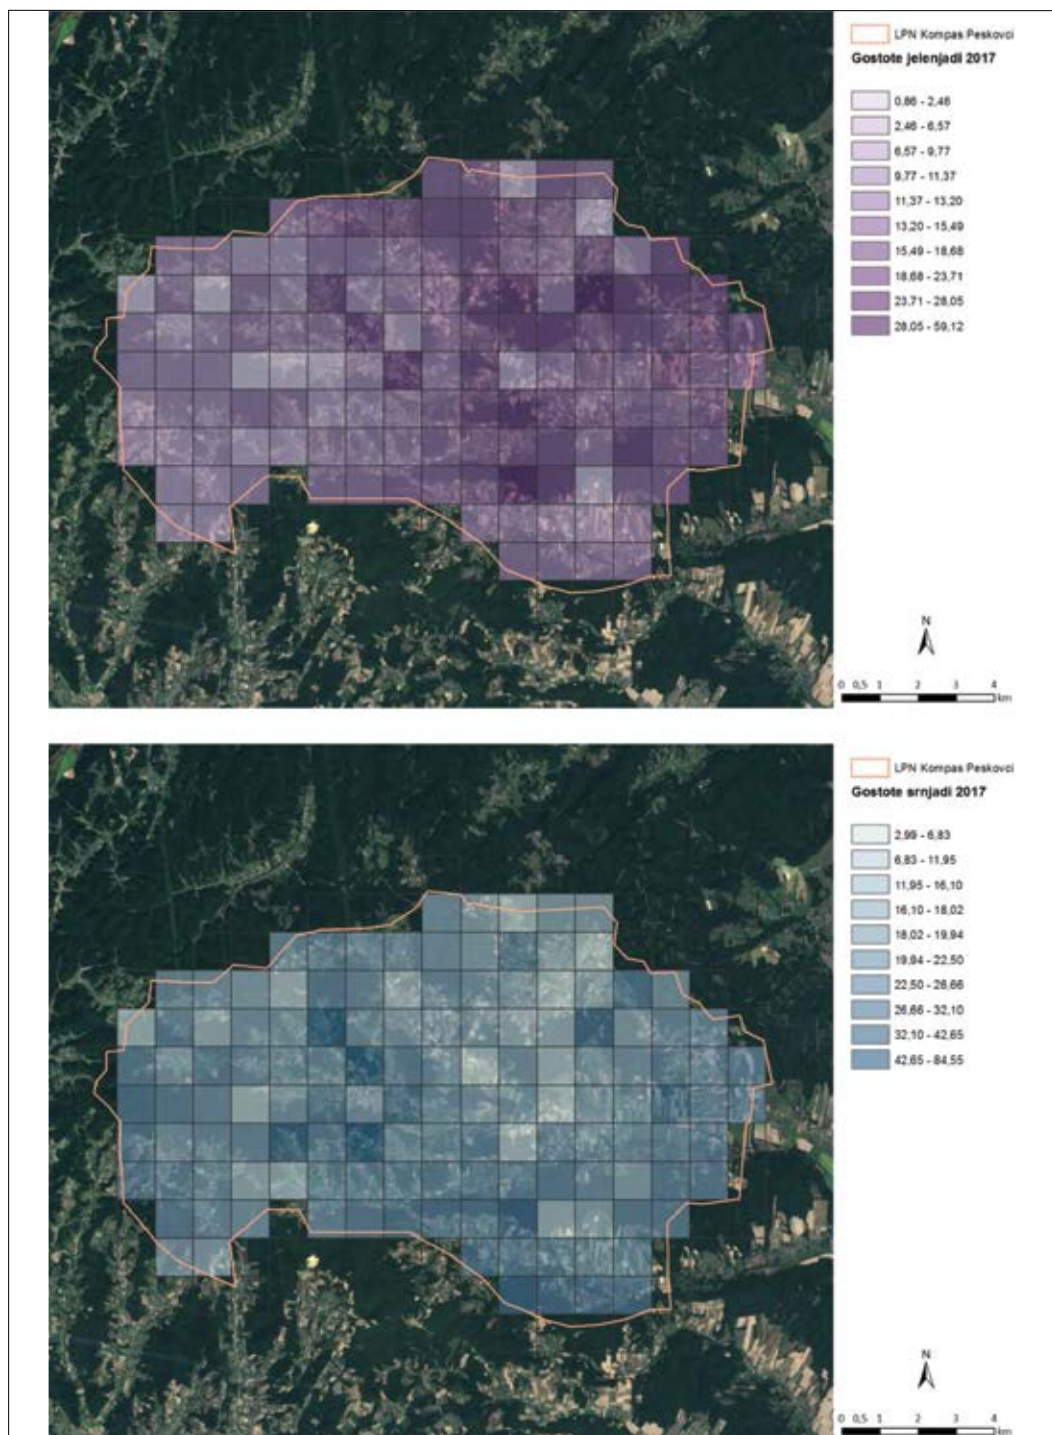 LPN Kompas Peskovci
Gostote jelenjadi 2017
0,86 - 2,46
2,46 - 6,57
6,57 - 9,77
9,77 - 11,37
11,37 - 13,20
13,20 - 15,49
15,49 - 18,68
18,68 - 23,71
23,71 - 28,05
28,05 - 59,12
N
0 0,5 1 2 3 4
km
LPN Kompas Peskovci
Gostote srnjadi 2017
2,99 - 6,83
6,83 - 11,95
11,95 - 16,10
16,10 - 18,02
18,02 - 19,94
19,94 - 22,50
22,50 - 26,66
26,66 - 32,10
32,10 - 42,65
42,65 - 84,55
N
0 0,5 1 2 3 4
km